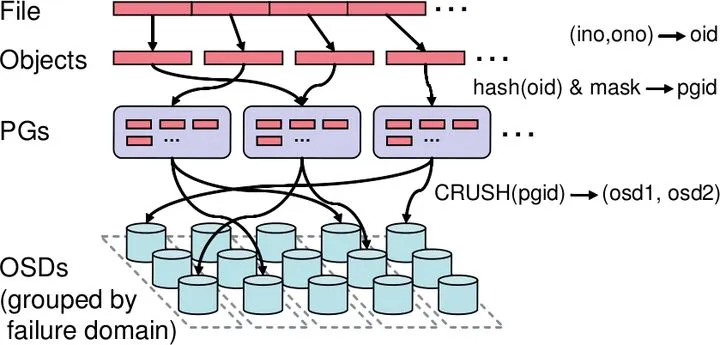 File
...
(ino,ono) → oid
Objects
...
hash(oid) & mask → pgid
PGs
...
...
...
...
CRUSH(pgid) → (osd1, osd2)
OSDs
(grouped by
failure domain)